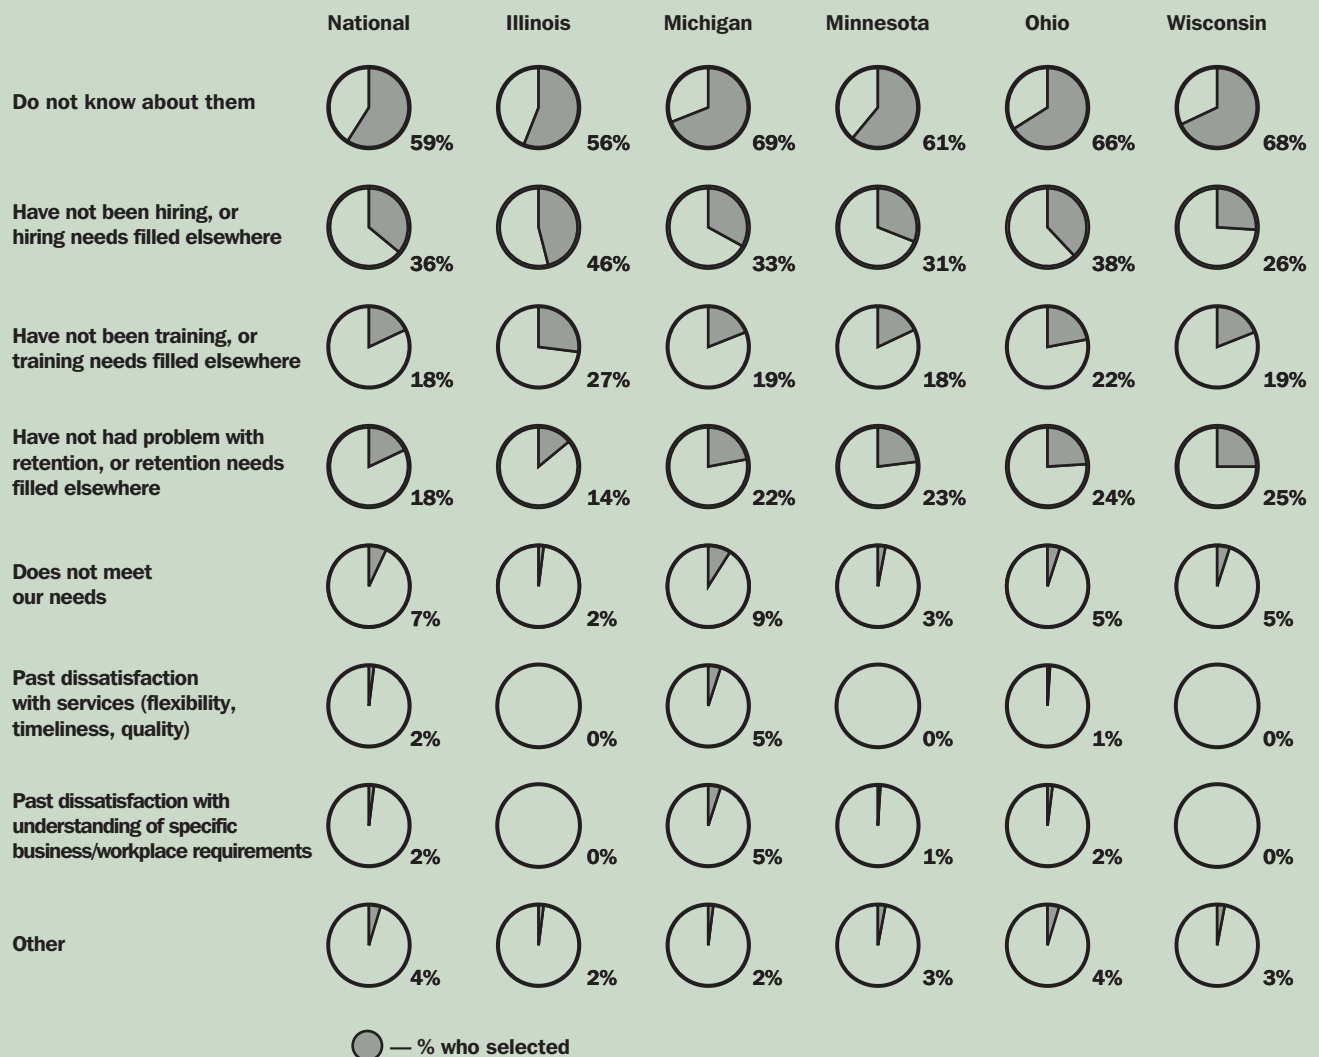 National Illinois Michigan Minnesota Ohio Wisconsin
Do not know about them
59% 56% 69% 61% 66% 68%
Have not been hiring, or
hiring needs filled elsewhere
36% 46% 33% 31% 38% 26%
Have not been training, or
training needs filled elsewhere
18% 27% 19% 18% 22% 19%
Have not had problem with
retention, or retention needs
filled elsewhere
18% 14% 22% 23% 24% 25%
Does not meet
our needs
7% 2% 9% 3% 5% 5%
Past dissatisfaction
with services (flexibility,
timeliness, quality)
2% 0% 5% 0% 1% 0%
Past dissatisfaction with
understanding of specific
business/workplace requirements
2% 0% 5% 1% 2% 0%
Other
4% 2% 2% 3% 4% 3%
— % who selected